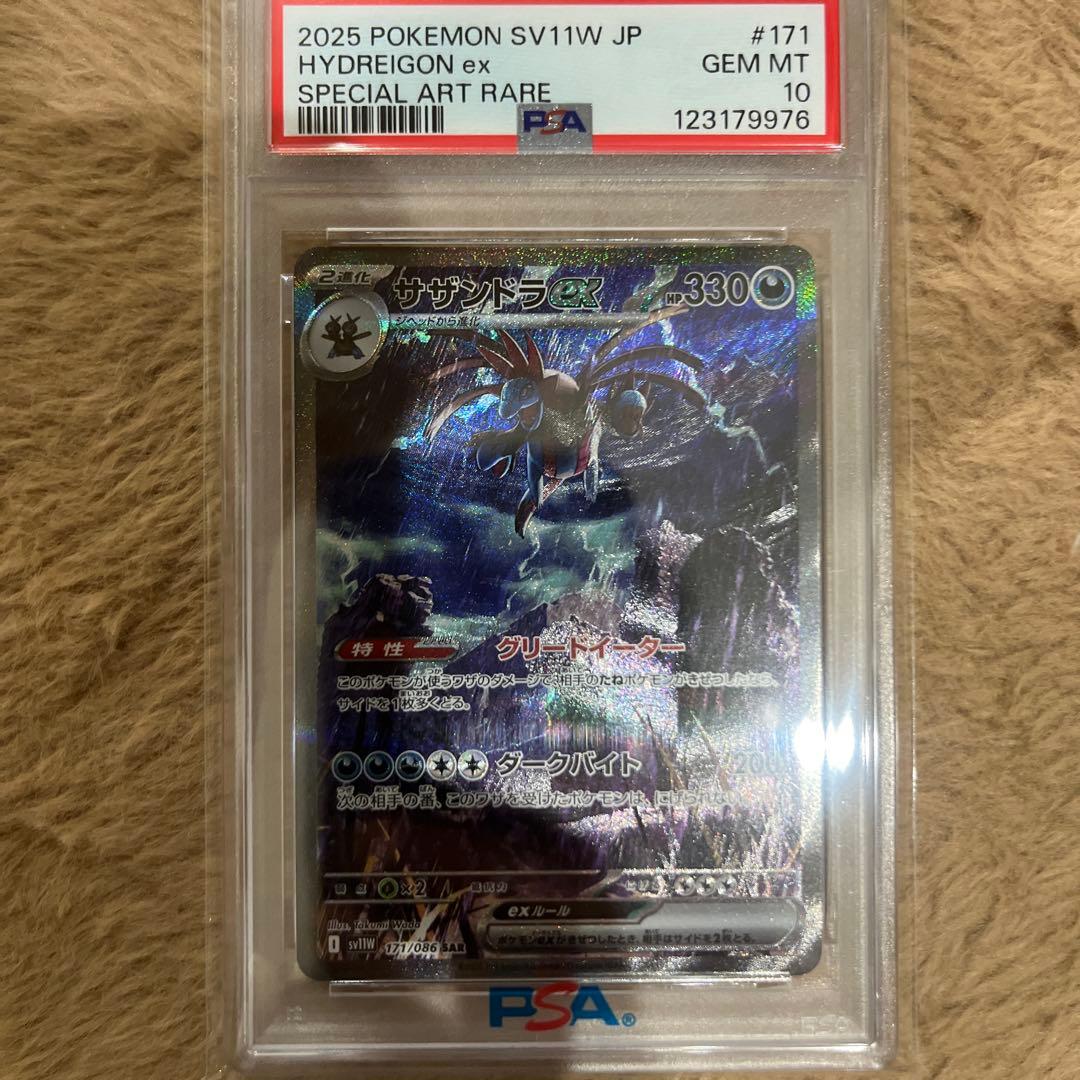 2025 POKEMON SV11W JP #171
HYDREIGON ex GEM MT
SPECIAL ART RARE 10
PSA 123179976
2進化 サザンドラex HP330
ジヘッドから進化
特性 グリードイーター
このポケモンが使うワザのダメージで、相手のたねポケモンがきぜつしたなら、
サイドを1枚多くとる。
ダークバイト 200
次の相手の番、このワザを受けたポケモンは、にげられない。
弱点 ×2 抵抗力 にげる
exルール
ポケモンexがきぜつしたとき、相手はサイドを2枚とる。
Illus. Takumi Wada
I sv11W 171/086 SAR
PSA®